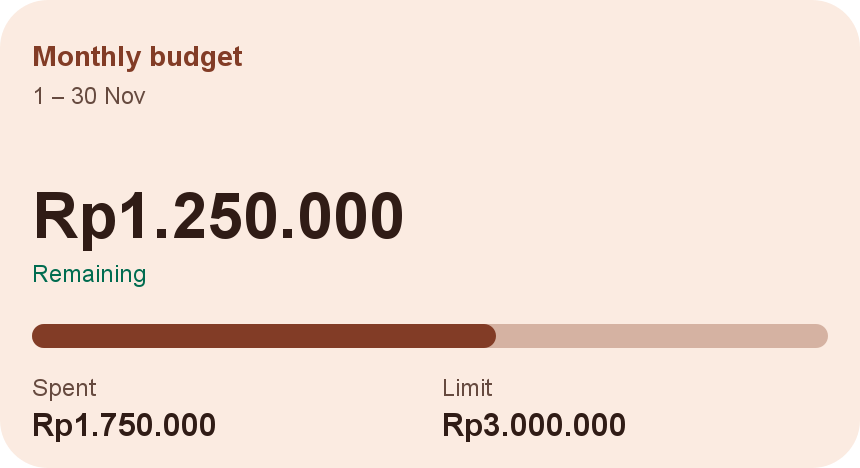 Monthly budget
1 – 30 Nov
Rp1.250.000
Remaining
Spent
Rp1.750.000
Limit
Rp3.000.000